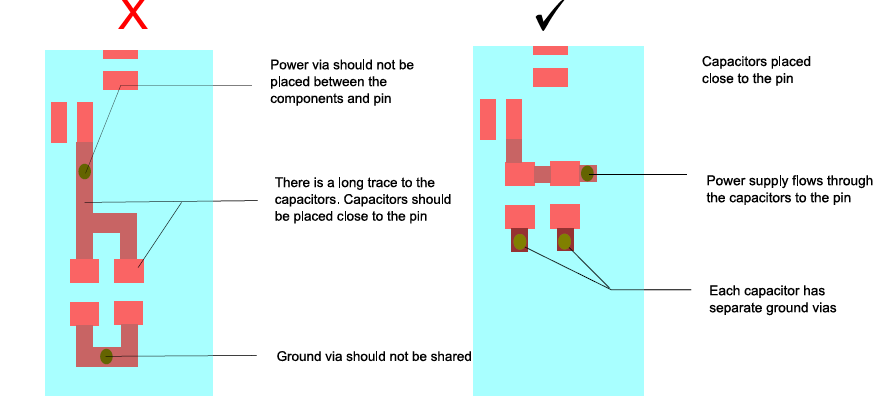 X
Power via should not be
placed between the
components and pin
There is a long trace to the
capacitors. Capacitors should
be placed close to the pin
Ground via should not be shared
✓
Capacitors placed
close to the pin
Power supply flows through
the capacitors to the pin
Each capacitor has
separate ground vias